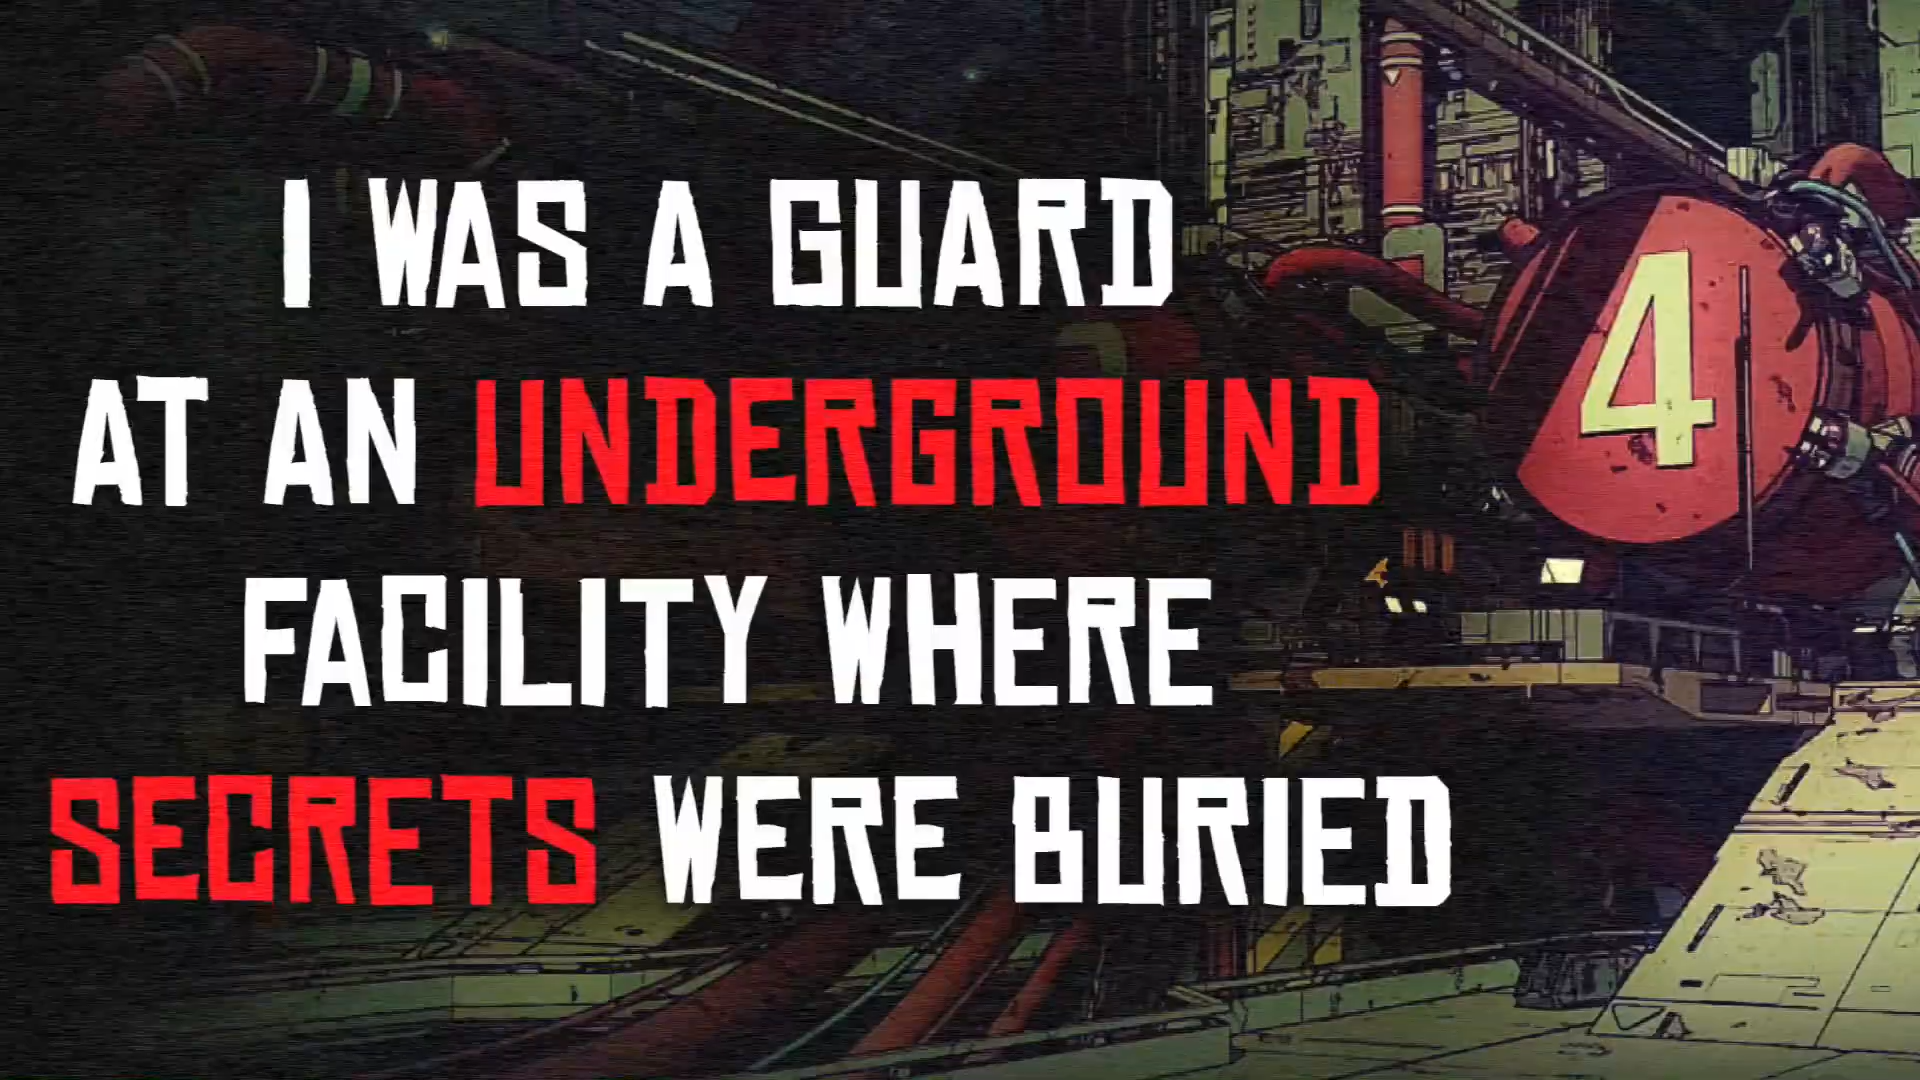 I WAS A GUARD
AT AN UNDERGROUND
FACILITY WHERE
SECRETS WERE BURIED
4